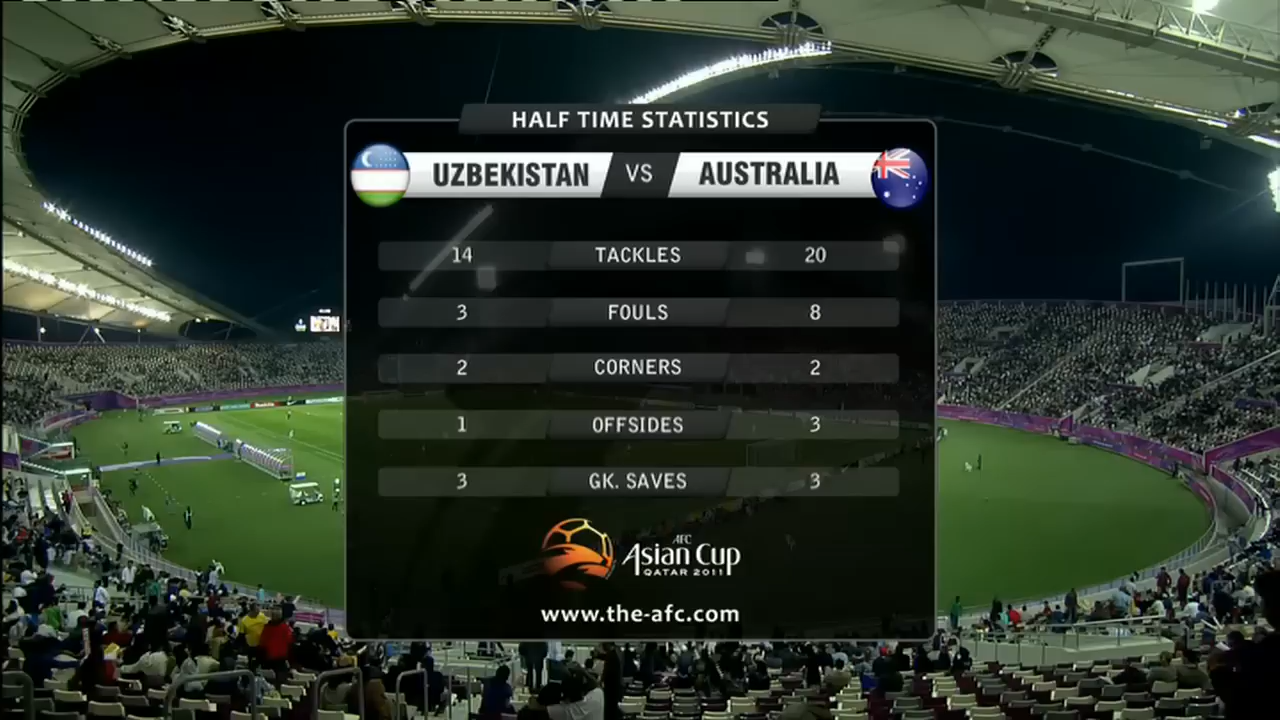 HALF TIME STATISTICS
UZBEKISTAN VS AUSTRALIA
14 TACKLES 20
3 FOULS 8
2 CORNERS 2
1 OFFSIDES 3
3 GK. SAVES 3
AFC
Asian Cup
QATAR 2011
www.the-afc.com